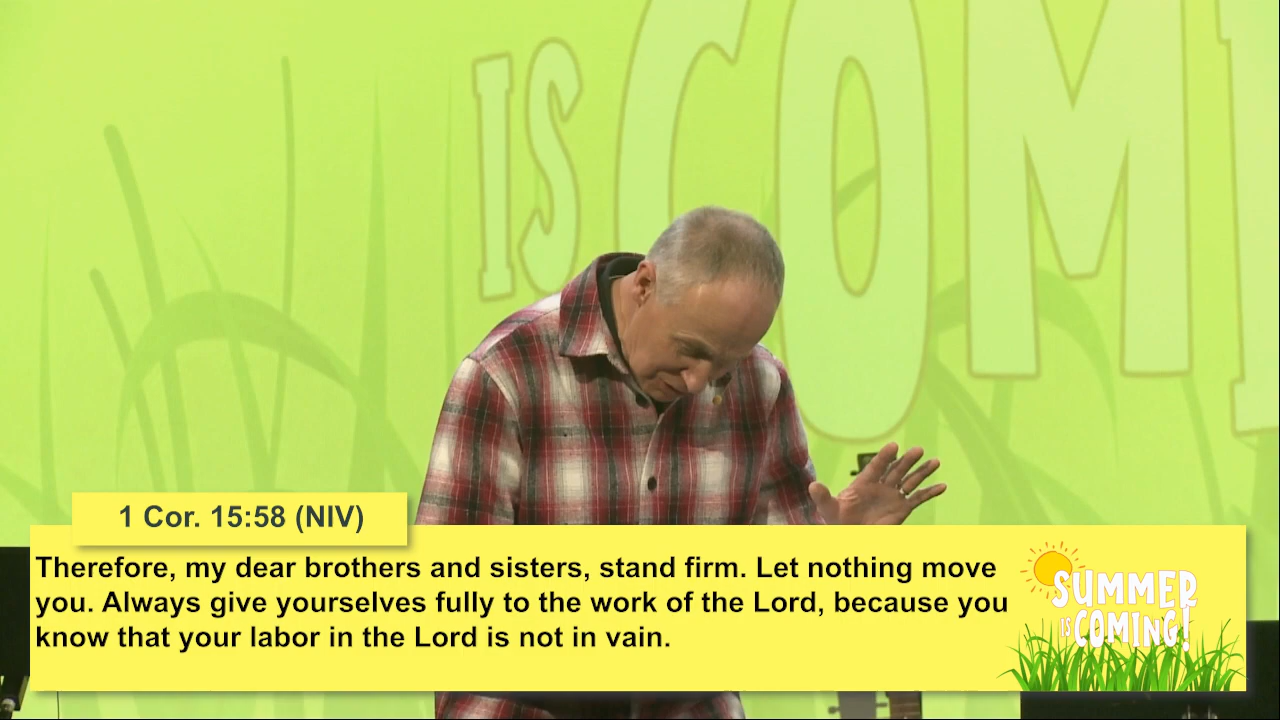 IS COM
1 Cor. 15:58 (NIV)
Therefore, my dear brothers and sisters, stand firm. Let nothing move
you. Always give yourselves fully to the work of the Lord, because you
know that your labor in the Lord is not in vain.
SUMMER
IS COMING!